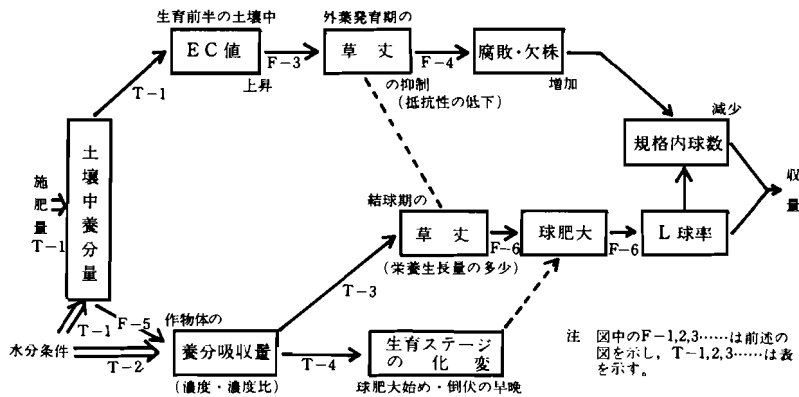 生育前半の土壌中
外葉発育期の
EC値
F-3
草丈
F-4
腐敗・欠株
上昇
の抑制
(抵抗性の低下)
増加
T-1
減少
規格内球数
収量
土壌中養分量
施肥量
T-1
結球期の
草丈
F-6
球肥大
F-6
L球率
(栄養生長量の多少)
T-3
T-1
F-5
作物体の
水分条件
T-2
養分吸収量
T-4
生育ステージ
の化変
(濃度・濃度比)
球肥大始め・倒伏の早晩
注 図中のF-1,2,3……は前述の
図を示し,T-1,2,3……は表
を示す。